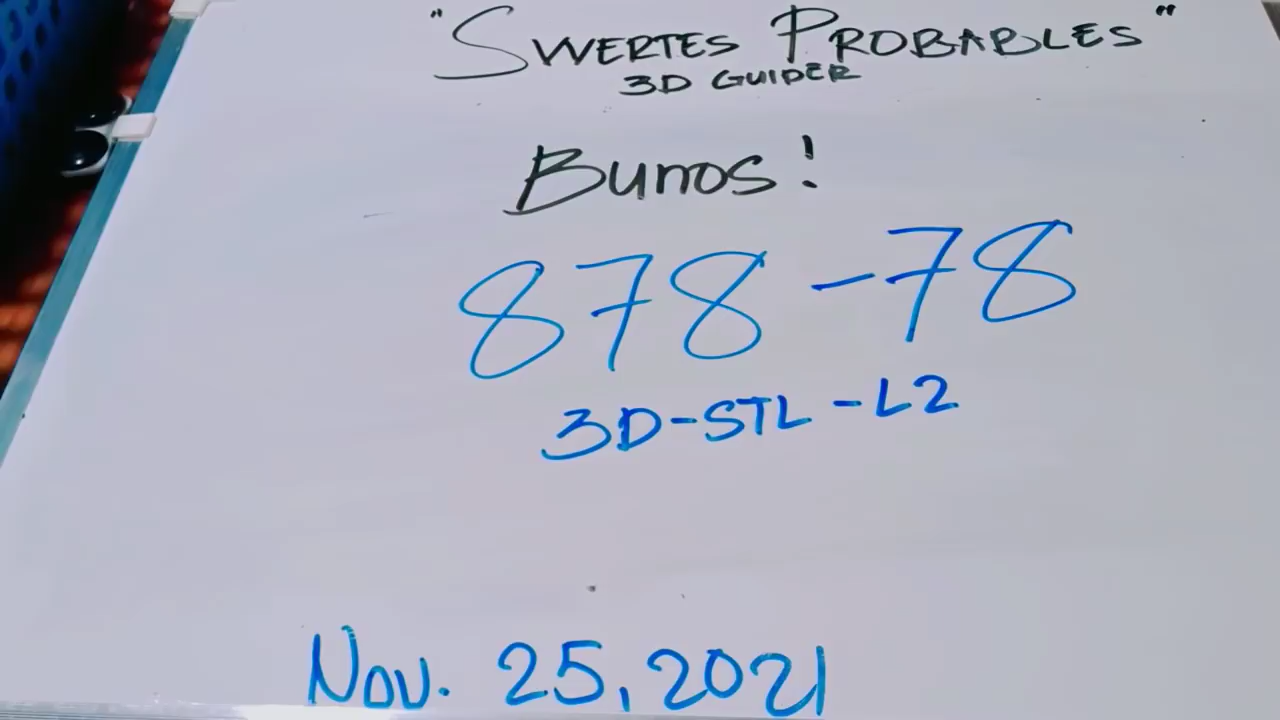 "SWERTES PROBABLES"
3D GUIDER
Bunos!
878-78
3D-STL-L2
Nov. 25, 2021